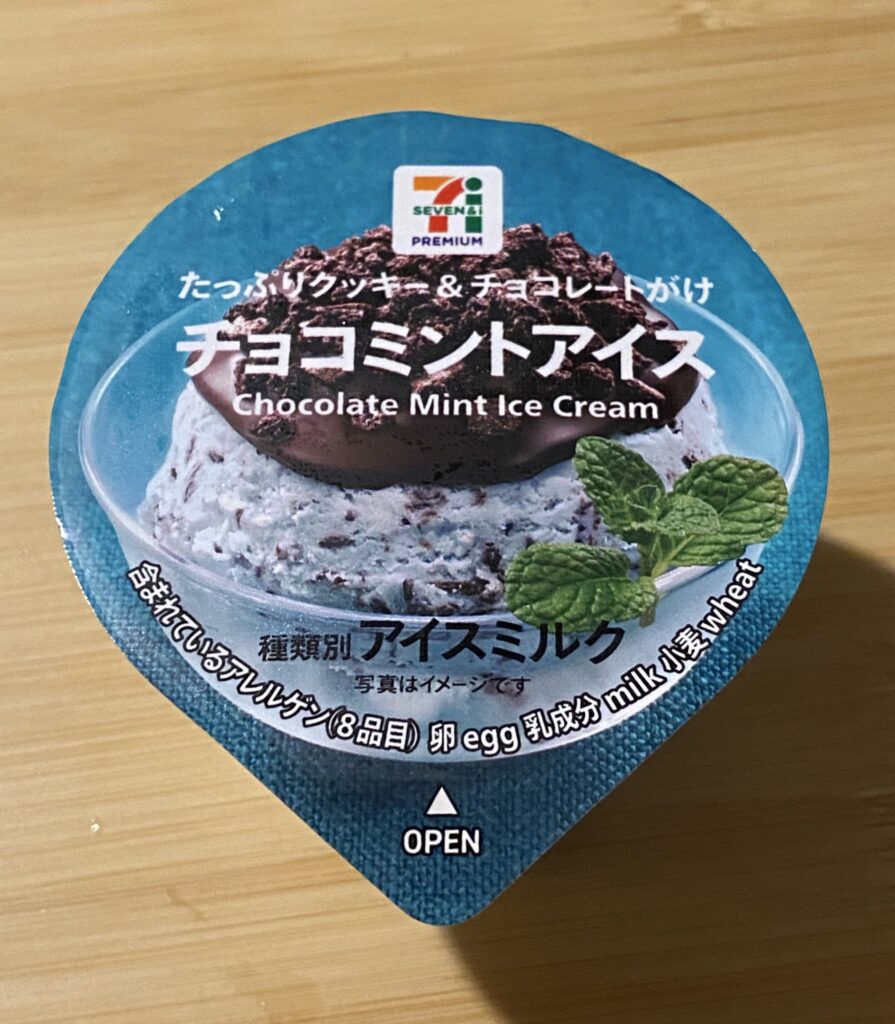 7i
SEVEN&i
PREMIUM
たっぷりクッキー&チョコレートがけ
チョコミントアイス
Chocolate Mint Ice Cream
種類別 アイスミルク
写真はイメージです
含まれているアレルゲン(8品目) 卵 egg 乳成分 milk 小麦 wheat
OPEN